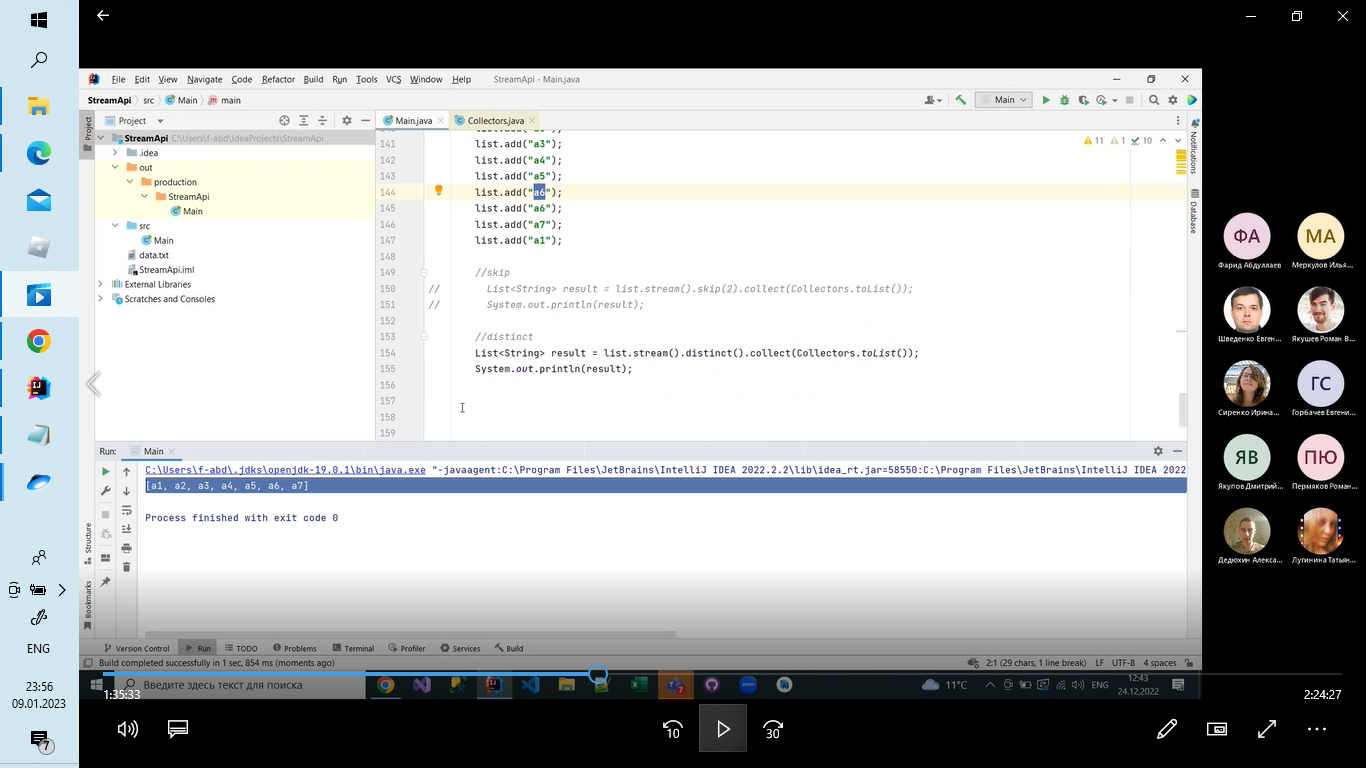 File Edit View Navigate Code Refactor Build Run Tools VCS Window Help StreamApi - Main.java
StreamApi src Main main
Main
Project
Main.java
Collectors.java
Project
StreamApi C:\Users\f-abd\IdeaProjects\StreamApi
.idea
out
production
StreamApi
Main
src
Main
data.txt
StreamApi.iml
External Libraries
Scratches and Consoles
11 1 10
141 list.add("a3");
142 list.add("a4");
143 list.add("a5");
144 list.add("a6");
145 list.add("a6");
146 list.add("a7");
147 list.add("a1");
148
149 //skip
150 // List<String> result = list.stream().skip(2).collect(Collectors.toList());
151 // System.out.println(result);
152
153 //distinct
154 List<String> result = list.stream().distinct().collect(Collectors.toList());
155 System.out.println(result);
156
157
158
159
Notifications
Database
Run: Main
C:\Users\f-abd\.jdks\openjdk-19.0.1\bin\java.exe "-javaagent:C:\Program Files\JetBrains\IntelliJ IDEA 2022.2.2\lib\idea_rt.jar=58550:C:\Program Files\JetBrains\IntelliJ IDEA 2022
[a1, a2, a3, a4, a5, a6, a7]
Process finished with exit code 0
Structure
Bookmarks
Version Control Run TODO Problems Terminal Profiler Services Build
Build completed successfully in 1 sec, 854 ms (moments ago)
2:1 (29 chars, 1 line break) LF UTF-8 4 spaces
Введите здесь текст для поиска
11°C
ENG
12:43
24.12.2022
1:35:33
2:24:27
10
30
ФА
МА
Фарид Абдуллаев
Меркулов Илья...
Шведенко Евген...
Якушев Роман В...
ГС
Сиренко Ирина...
Горбачев Евгени...
ЯВ
ПЮ
Якупов Дмитрий...
Пермяков Роман...
Дедюхин Алекса...
Лугинина Татьян...
ENG
23:56
09.01.2023
7